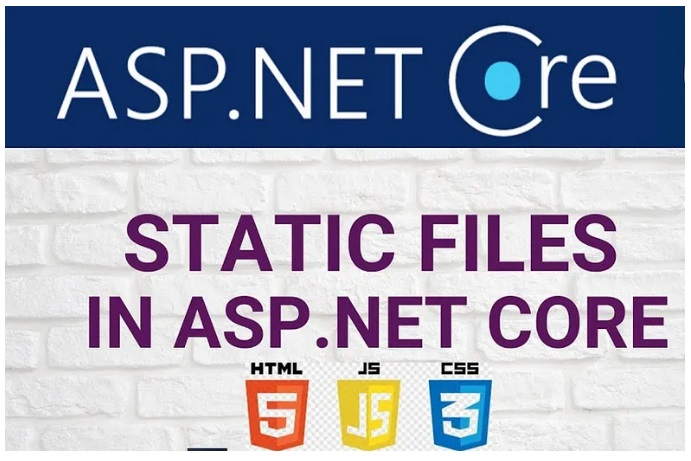 ASP.NET Core
STATIC FILES
IN ASP.NET CORE
HTML JS CSS
5 JS 3